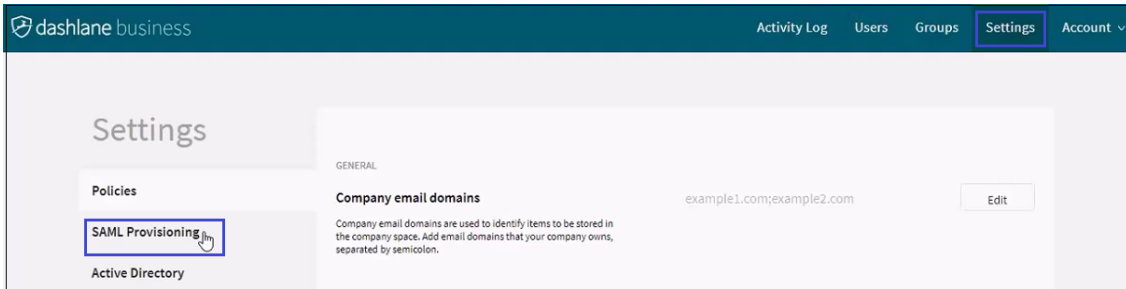 dashlane business
Activity Log Users Groups Settings Account
Settings
Policies
SAML Provisioning
Active Directory
GENERAL
Company email domains
example1.com;example2.com
Edit
Company email domains are used to identify items to be stored in
the company space. Add email domains that your company owns,
separated by semicolon.